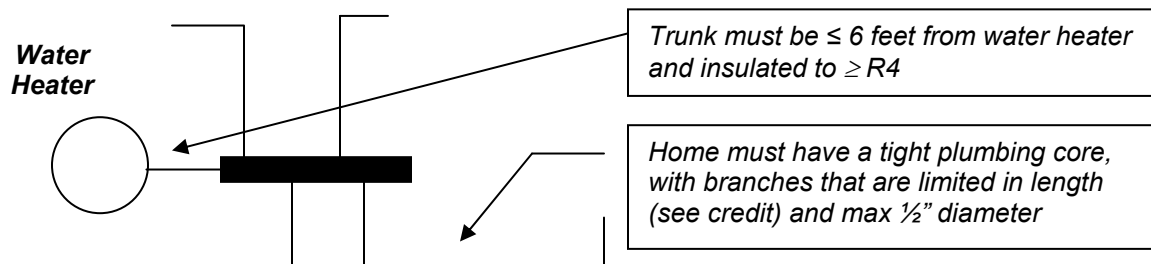 Water
Heater
Trunk must be ≤ 6 feet from water heater
and insulated to ≥ R4
Home must have a tight plumbing core,
with branches that are limited in length
(see credit) and max ½” diameter